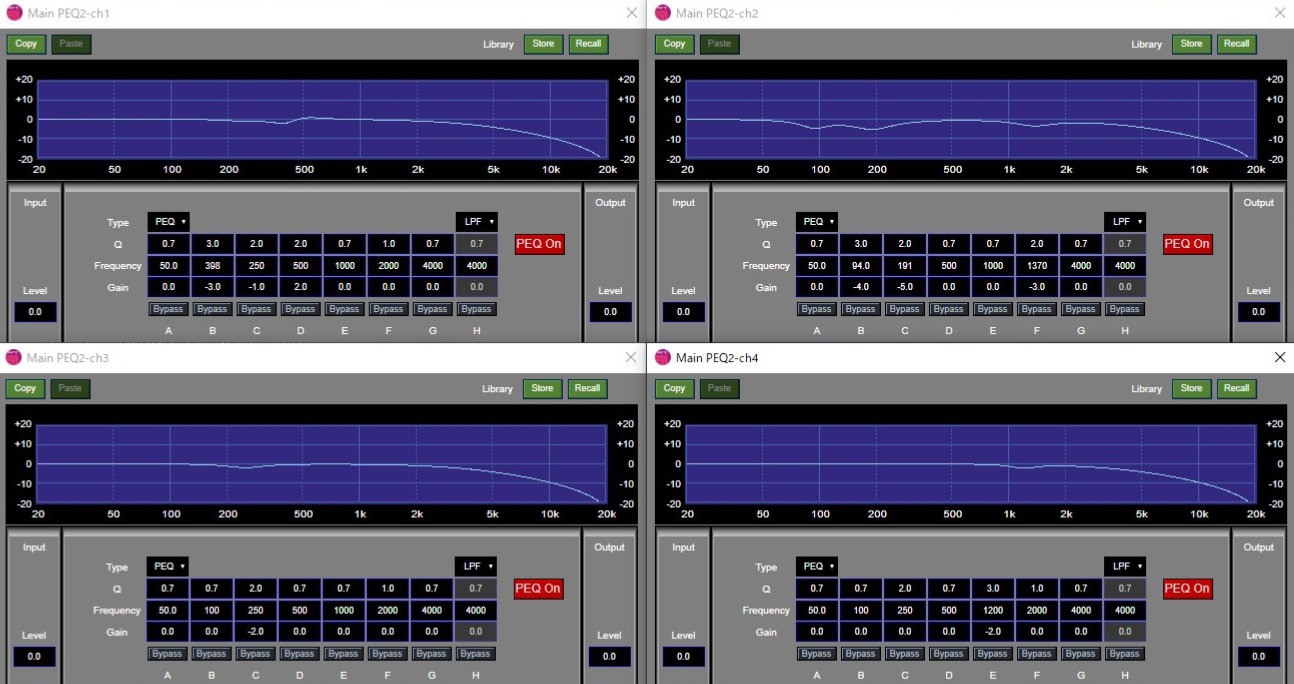 Main PEQ2-ch1
Copy Paste Library Store Recall
+20 +20
+10 +10
0 0
-10 -10
-20 -20
20 50 100 200 500 1k 2k 5k 10k 20k
Input Output
Type PEQ LPF
Q 0.7 3.0 2.0 2.0 0.7 1.0 0.7 0.7 PEQ On
Frequency 50.0 398 250 500 1000 2000 4000 4000
Gain 0.0 -3.0 -1.0 2.0 0.0 0.0 0.0 0.0
Level Level
0.0 Bypass Bypass Bypass Bypass Bypass Bypass Bypass Bypass 0.0
A B C D E F G H
Main PEQ2-ch2
Copy Paste Library Store Recall
+20 +20
+10 +10
0 0
-10 -10
-20 -20
20 50 100 200 500 1k 2k 5k 10k 20k
Input Output
Type PEQ LPF
Q 0.7 3.0 2.0 0.7 0.7 2.0 0.7 0.7 PEQ On
Frequency 50.0 94.0 191 500 1000 1370 4000 4000
Gain 0.0 -4.0 -5.0 0.0 0.0 -3.0 0.0 0.0
Level Level
0.0 Bypass Bypass Bypass Bypass Bypass Bypass Bypass Bypass 0.0
A B C D E F G H
Main PEQ2-ch3
Copy Paste Library Store Recall
+20 +20
+10 +10
0 0
-10 -10
-20 -20
20 50 100 200 500 1k 2k 5k 10k 20k
Input Output
Type PEQ LPF
Q 0.7 0.7 2.0 0.7 0.7 1.0 0.7 0.7 PEQ On
Frequency 50.0 100 250 500 1000 2000 4000 4000
Gain 0.0 0.0 -2.0 0.0 0.0 0.0 0.0 0.0
Level Level
0.0 Bypass Bypass Bypass Bypass Bypass Bypass Bypass Bypass 0.0
A B C D E F G H
Main PEQ2-ch4
Copy Paste Library Store Recall
+20 +20
+10 +10
0 0
-10 -10
-20 -20
20 50 100 200 500 1k 2k 5k 10k 20k
Input Output
Type PEQ LPF
Q 0.7 0.7 2.0 0.7 3.0 1.0 0.7 0.7 PEQ On
Frequency 50.0 100 250 500 1200 2000 4000 4000
Gain 0.0 0.0 0.0 0.0 -2.0 0.0 0.0 0.0
Level Level
0.0 Bypass Bypass Bypass Bypass Bypass Bypass Bypass Bypass 0.0
A B C D E F G H